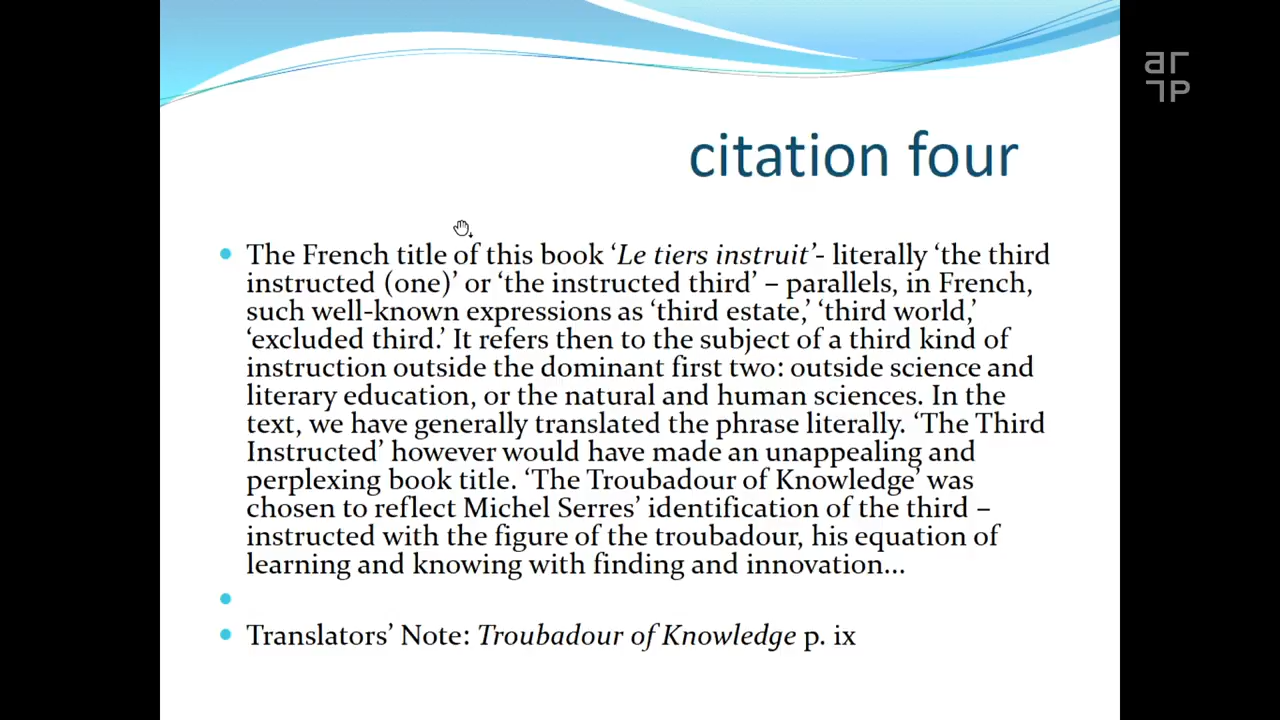 ar
citation four
The French title of this book ‘Le tiers instruit’- literally ‘the third
instructed (one)’ or ‘the instructed third’ – parallels, in French,
such well-known expressions as ‘third estate,’ ‘third world,’
‘excluded third.’ It refers then to the subject of a third kind of
instruction outside the dominant first two: outside science and
literary education, or the natural and human sciences. In the
text, we have generally translated the phrase literally. ‘The Third
Instructed’ however would have made an unappealing and
perplexing book title. ‘The Troubadour of Knowledge’ was
chosen to reflect Michel Serres’ identification of the third –
instructed with the figure of the troubadour, his equation of
learning and knowing with finding and innovation...
Translators’ Note: Troubadour of Knowledge p. ix